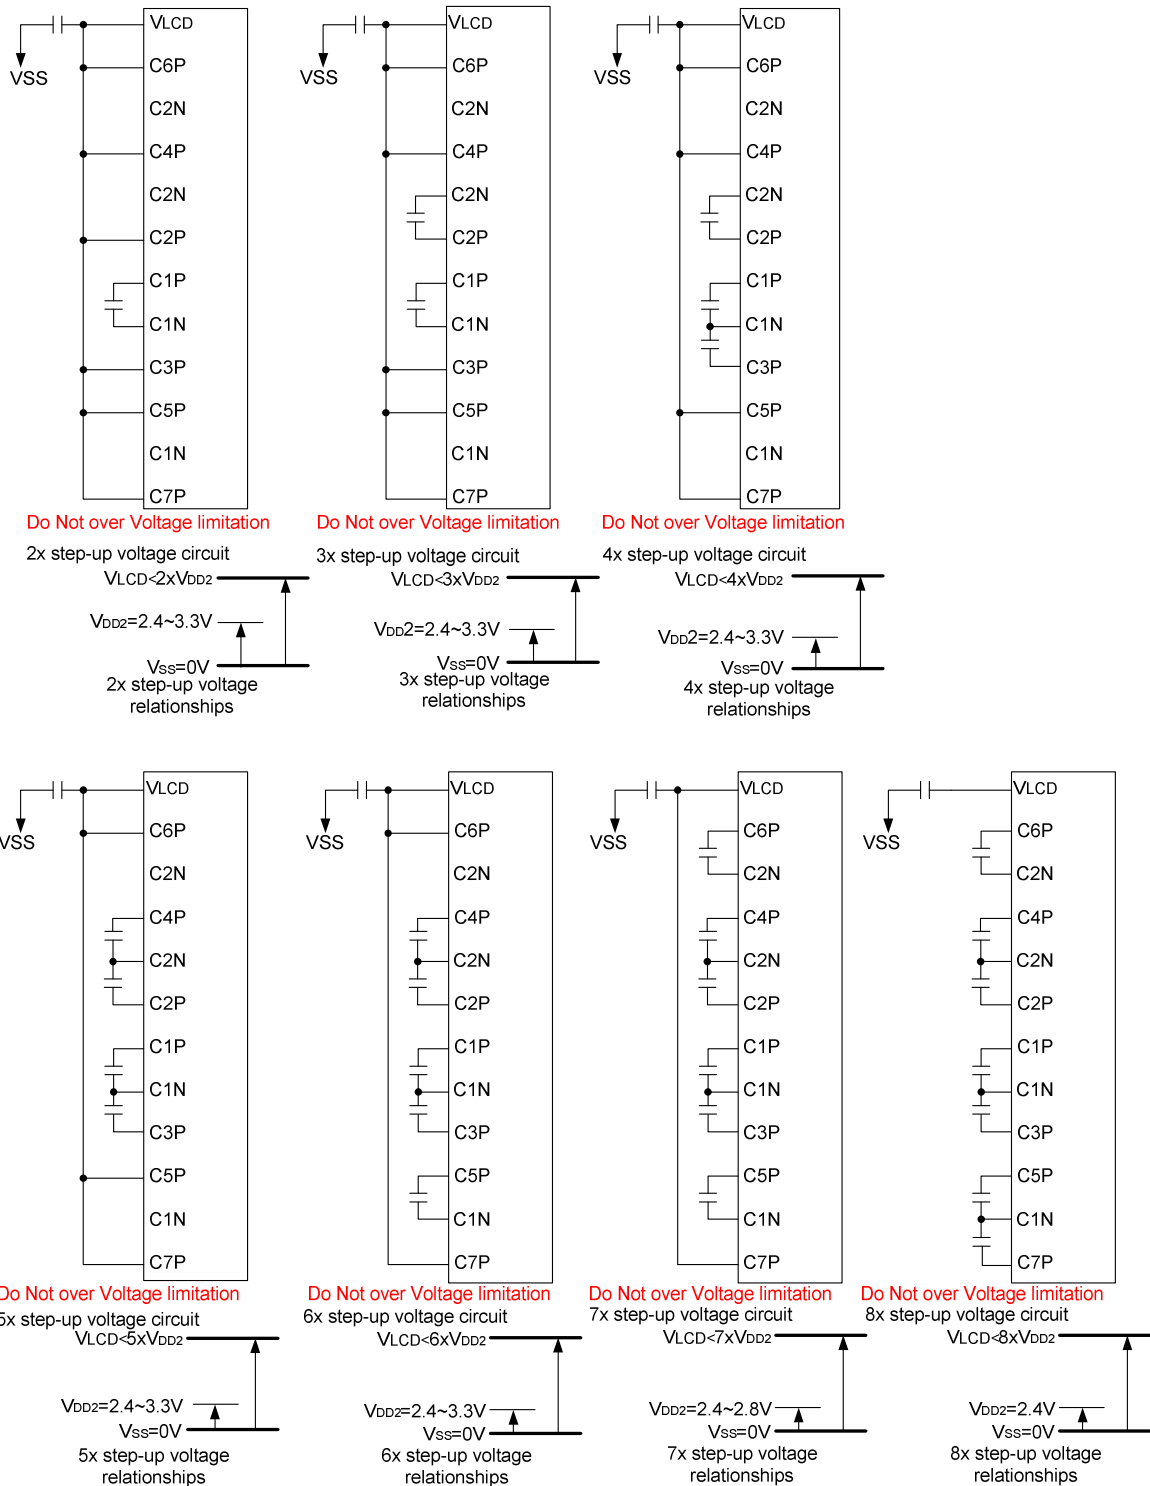 VLCD
C6P
C2N
C4P
C2N
C2P
C1P
C1N
C3P
C5P
C1N
C7P
VSS
Do Not over Voltage limitation
2x step-up voltage circuit
VLCD<2xVDD2
VDD2=2.4~3.3V
VSS=0V
2x step-up voltage
relationships
VLCD
C6P
C2N
C4P
C2N
C2P
C1P
C1N
C3P
C5P
C1N
C7P
VSS
Do Not over Voltage limitation
3x step-up voltage circuit
VLCD<3xVDD2
VDD2=2.4~3.3V
VSS=0V
3x step-up voltage
relationships
VLCD
C6P
C2N
C4P
C2N
C2P
C1P
C1N
C3P
C5P
C1N
C7P
VSS
Do Not over Voltage limitation
4x step-up voltage circuit
VLCD<4xVDD2
VDD2=2.4~3.3V
VSS=0V
4x step-up voltage
relationships
VLCD
C6P
C2N
C4P
C2N
C2P
C1P
C1N
C3P
C5P
C1N
C7P
VSS
Do Not over Voltage limitation
5x step-up voltage circuit
VLCD<5xVDD2
VDD2=2.4~3.3V
VSS=0V
5x step-up voltage
relationships
VLCD
C6P
C2N
C4P
C2N
C2P
C1P
C1N
C3P
C5P
C1N
C7P
VSS
Do Not over Voltage limitation
6x step-up voltage circuit
VLCD<6xVDD2
VDD2=2.4~3.3V
VSS=0V
6x step-up voltage
relationships
VLCD
C6P
C2N
C4P
C2N
C2P
C1P
C1N
C3P
C5P
C1N
C7P
VSS
Do Not over Voltage limitation
7x step-up voltage circuit
VLCD<7xVDD2
VDD2=2.4~2.8V
VSS=0V
7x step-up voltage
relationships
VLCD
C6P
C2N
C4P
C2N
C2P
C1P
C1N
C3P
C5P
C1N
C7P
VSS
Do Not over Voltage limitation
8x step-up voltage circuit
VLCD<8xVDD2
VDD2=2.4V
VSS=0V
8x step-up voltage
relationships